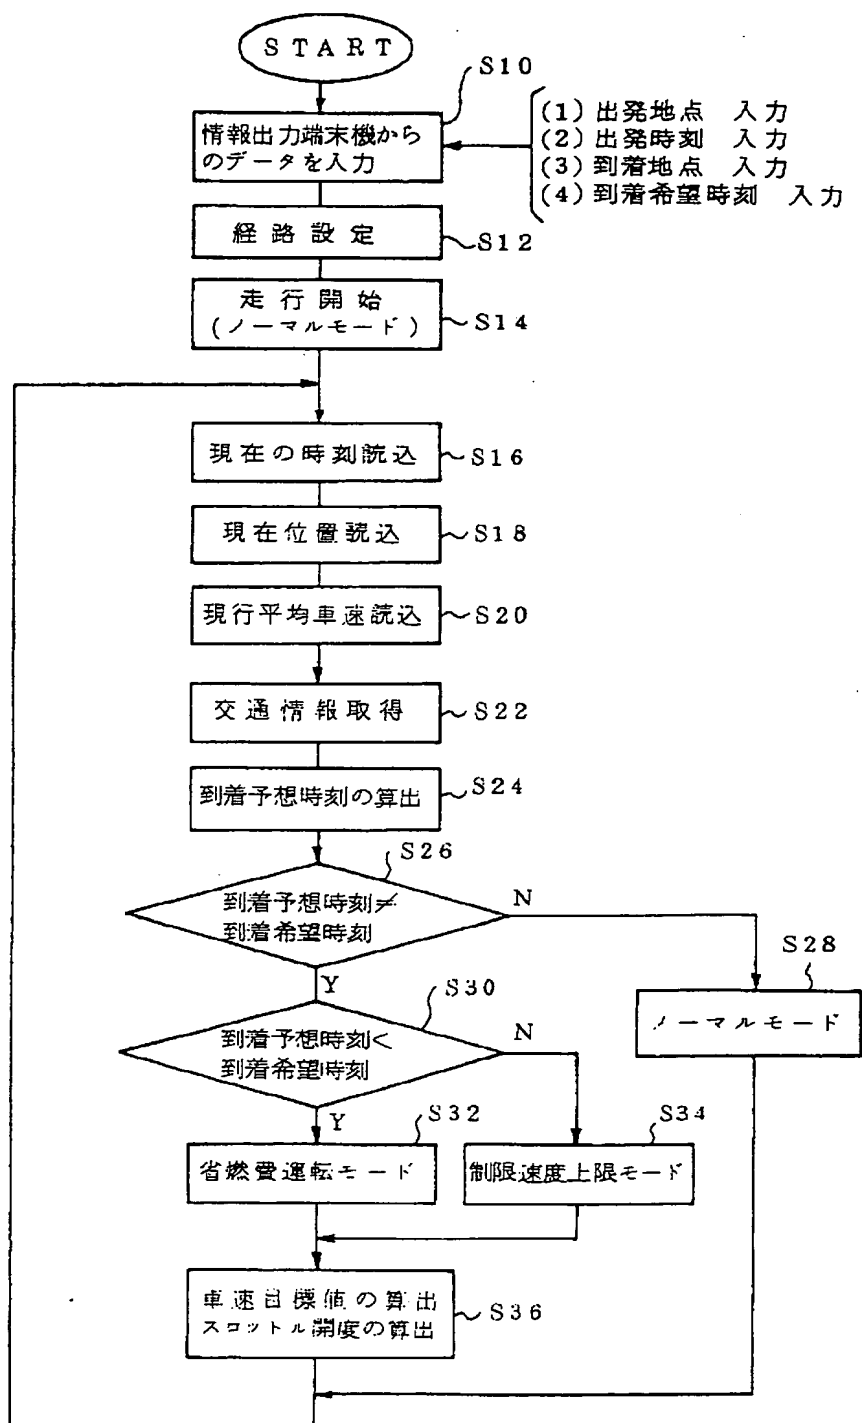 START
S10
情報出力端末機から
のデータを入力
(1)出発地点 入力
(2)出発時刻 入力
(3)到着地点 入力
(4)到着希望時刻 入力
経路設定
S12
走行開始
(ノーマルモード)
S14
現在の時刻読込
S16
現在位置読込
S18
現行平均車速読込
S20
交通情報取得
S22
到着予想時刻の算出
S24
S26
到着予想時刻≠
到着希望時刻
N
Y
S28
ノーマルモード
S30
到着予想時刻<
到着希望時刻
N
Y
S32
省燃費運転モード
S34
制限速度上限モード
車速目標値の算出
スロットル開度の算出
S36